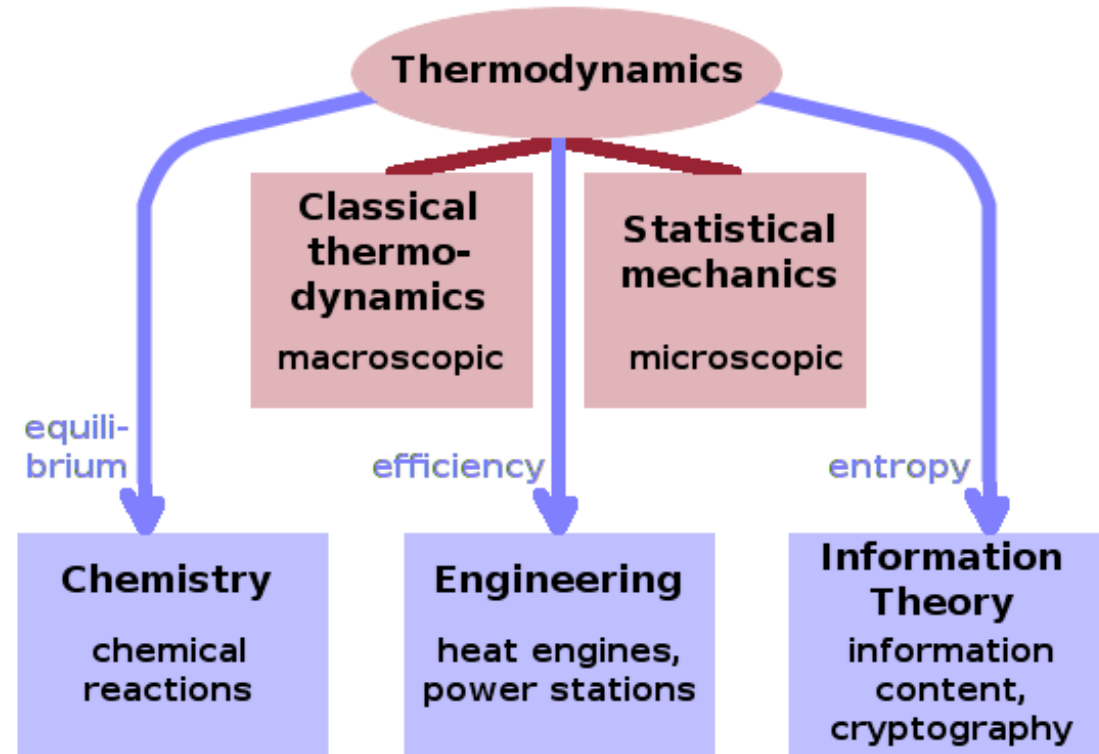 Thermodynamics
Classical
thermo-
dynamics
macroscopic
Statistical
mechanics
microscopic
equili-
brium
efficiency
entropy
Chemistry
chemical
reactions
Engineering
heat engines,
power stations
Information
Theory
information
content,
cryptography